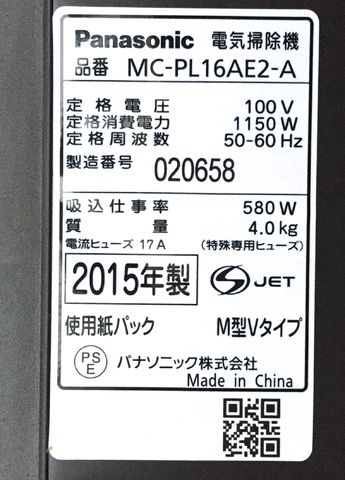 Panasonic 電気掃除機
品番 MC-PL16AE2-A
定格電圧 100 V
定格消費電力 1150 W
定格周波数 50-60 Hz
製造番号 020658
吸込仕事率 580 W
質量 4.0 kg
電流ヒューズ 17 A (特殊専用ヒューズ)
2015年製 S JET
使用紙パック M型Vタイプ
PS E パナソニック株式会社
Made in China